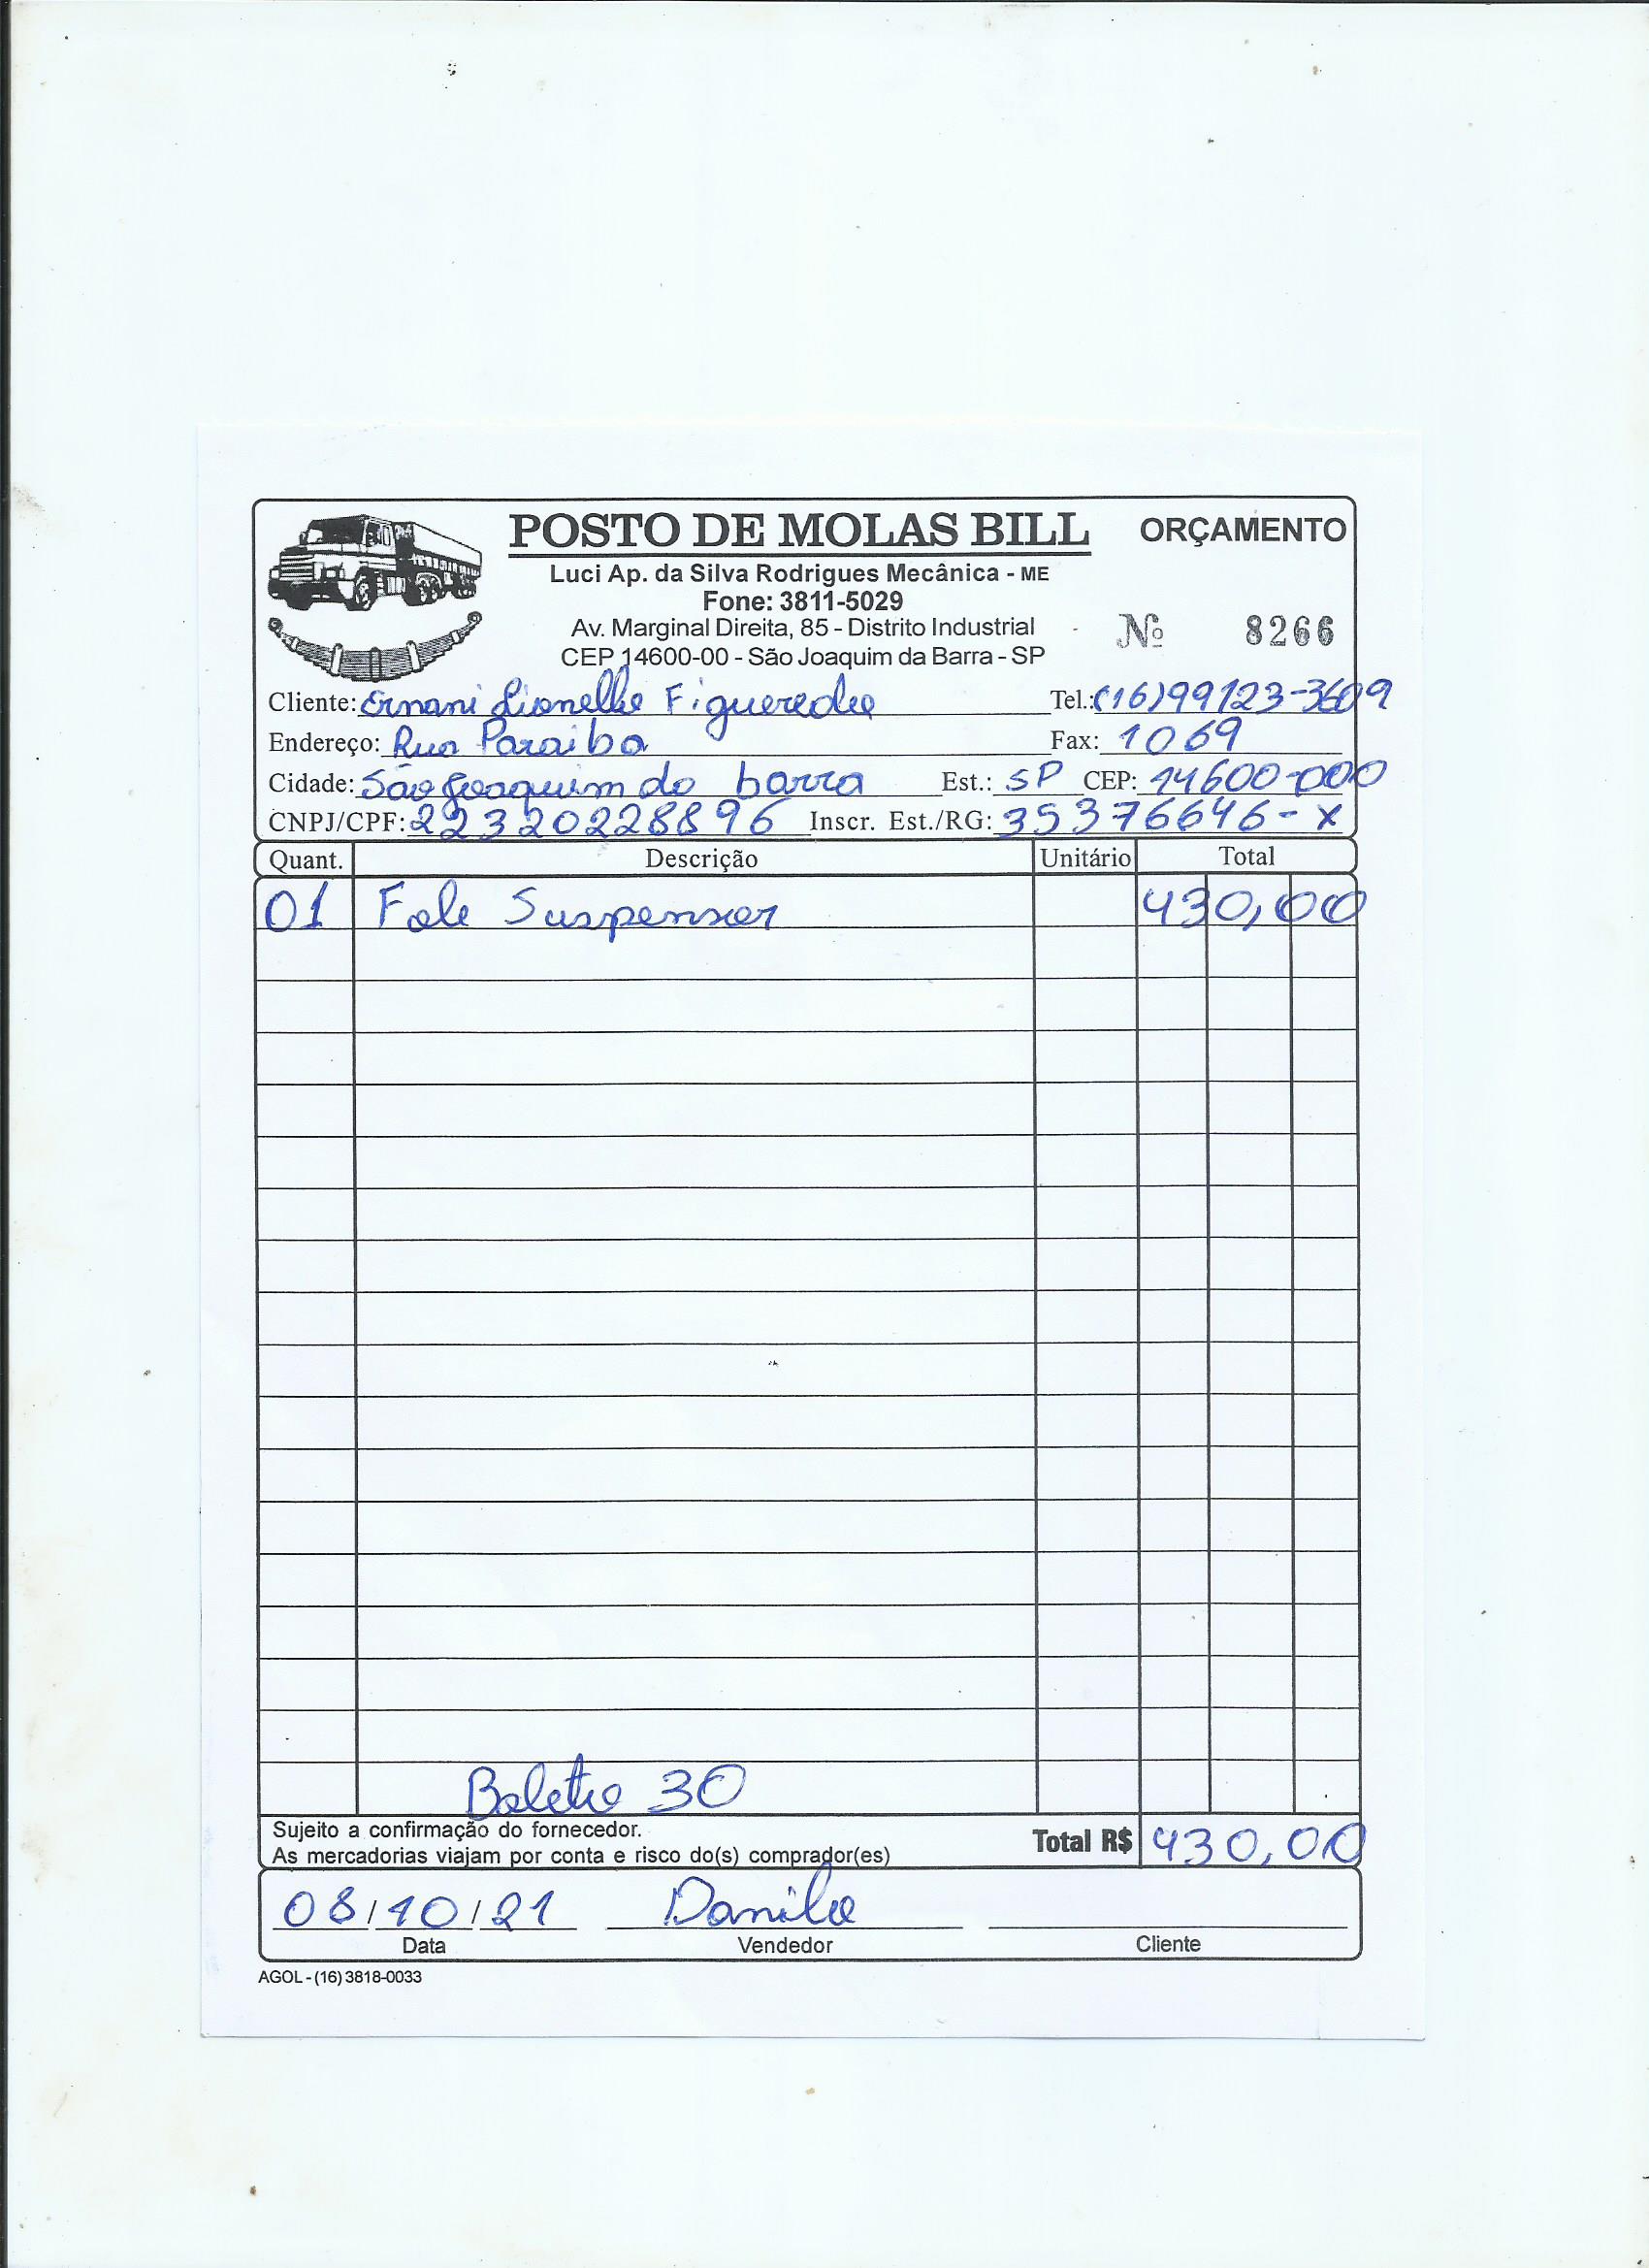 POSTO DE MOLAS BILL ORÇAMENTO
Luci Ap. da Silva Rodrigues Mecânica - ME
Fone: 3811-5029
Av. Marginal Direita, 85 - Distrito Industrial
Nº 8266
CEP 14600-00 - São Joaquim da Barra - SP
Cliente: Ernani Lionello Figueredo Tel.: (16)99123-3609
Endereço: Rua Paraiba Fax: 1069
Cidade: São Joaquim da barra Est.: SP CEP: 14600-000
CNPJ/CPF: 22320228896 Inscr. Est./RG: 35376646-X
Quant. Descrição Unitário Total
01 Fole Suspensor 430,00
Boleto 30
Sujeito a confirmação do fornecedor.
As mercadorias viajam por conta e risco do(s) comprador(es)
Total R$ 430,00
08/10/21 Danilo
Data Vendedor Cliente
AGOL - (16) 3818-0033